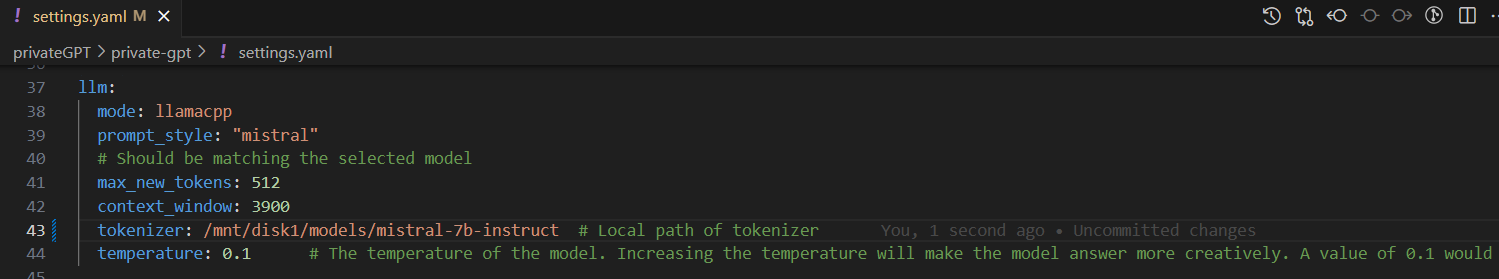 ! settings.yaml M ×
privateGPT > private-gpt > ! settings.yaml
36
37 llm:
38 mode: llamacpp
39 prompt_style: "mistral"
40 # Should be matching the selected model
41 max_new_tokens: 512
42 context_window: 3900
43 tokenizer: /mnt/disk1/models/mistral-7b-instruct # Local path of tokenizer You, 1 second ago • Uncommitted changes
44 temperature: 0.1 # The temperature of the model. Increasing the temperature will make the model answer more creatively. A value of 0.1 would
45